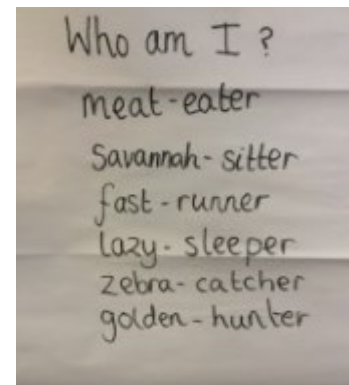 Who am I ?
meat-eater
Savannah-sitter
fast-runner
lazy-sleeper
zebra-catcher
golden-hunter